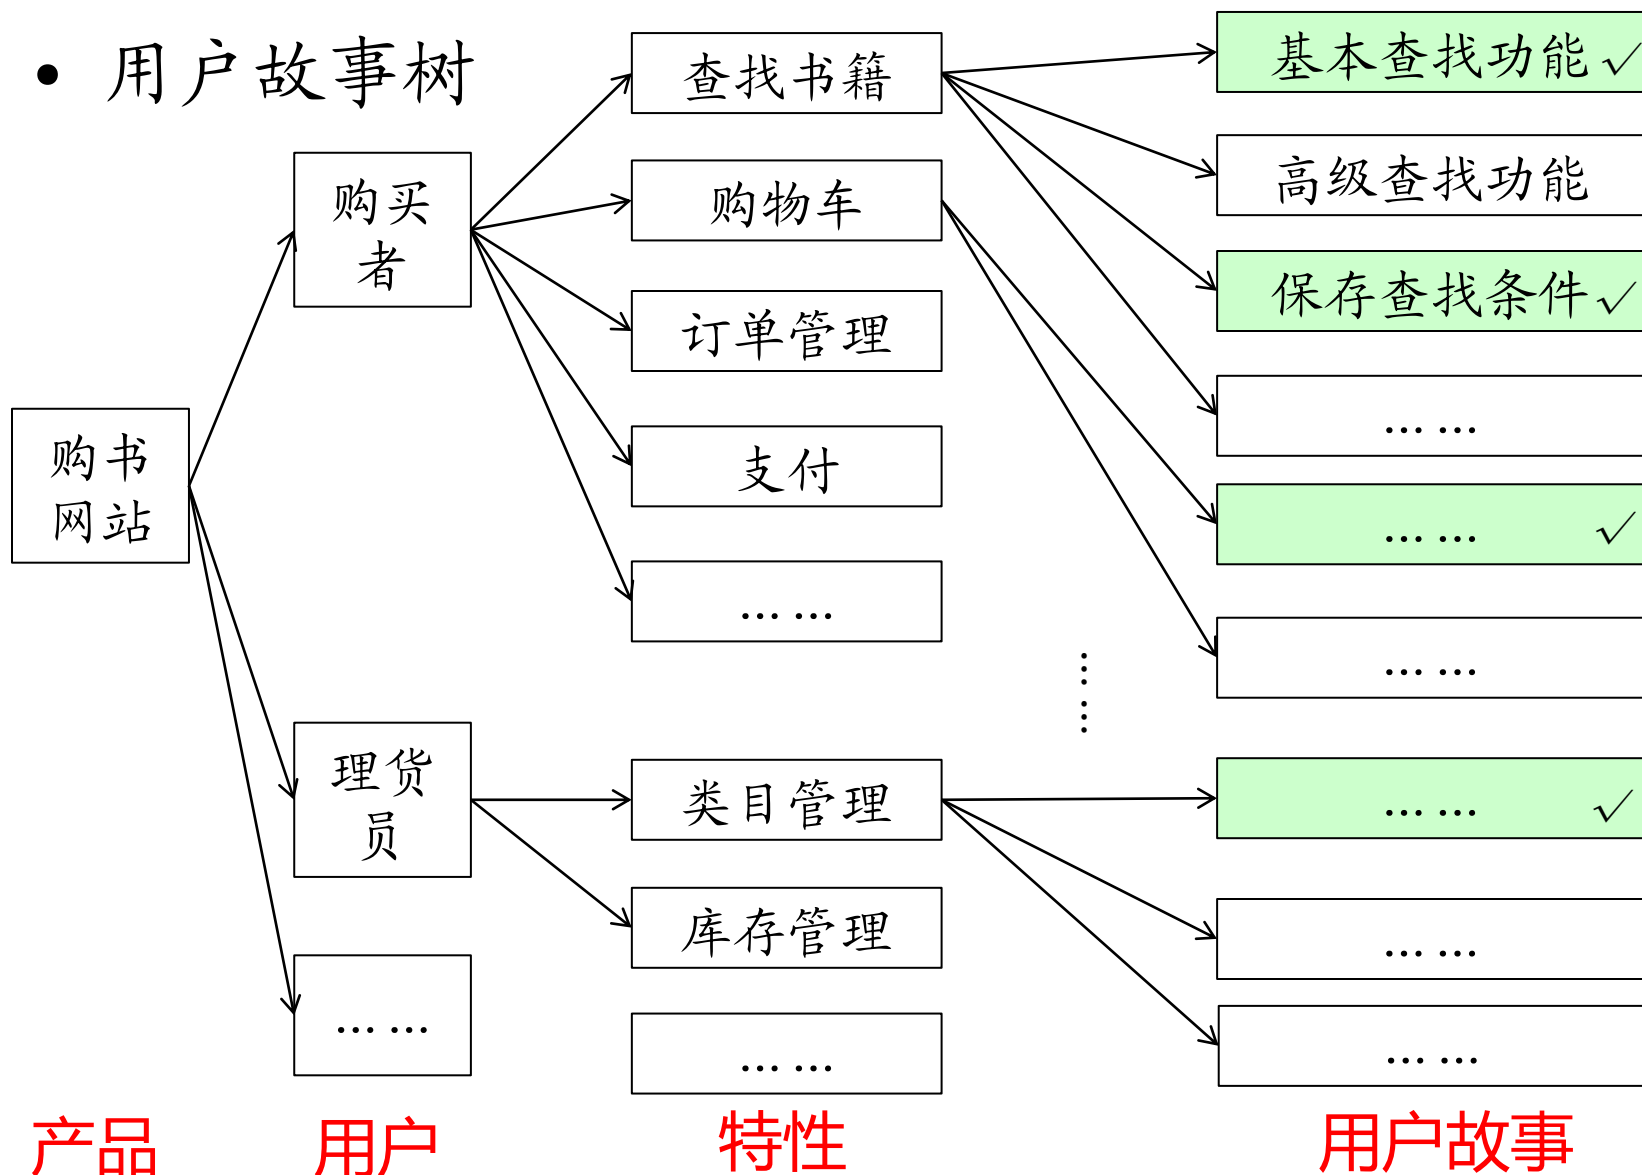 • 用户故事树
购书
网站
购买
者
理货
员
… …
查找书籍
购物车
订单管理
支付
… …
类目管理
库存管理
… …
基本查找功能 √
高级查找功能
保存查找条件 √
… …
… … √
… …
……
… … √
… …
… …
产品
用户
特性
用户故事